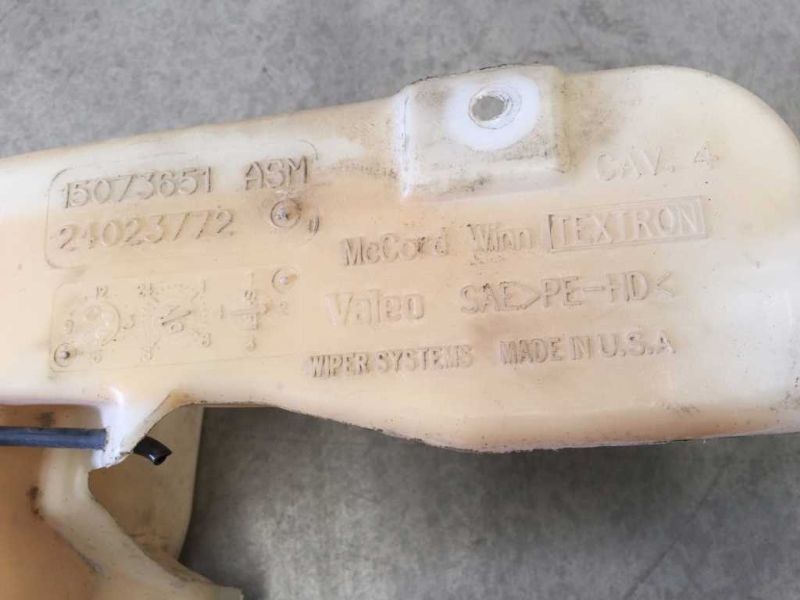 15073651 ASM
24023772
CAV. 4
McCord Winn TEXTRON
Valeo SAE>PE-HD<
WIPER SYSTEMS MADE IN U.S.A